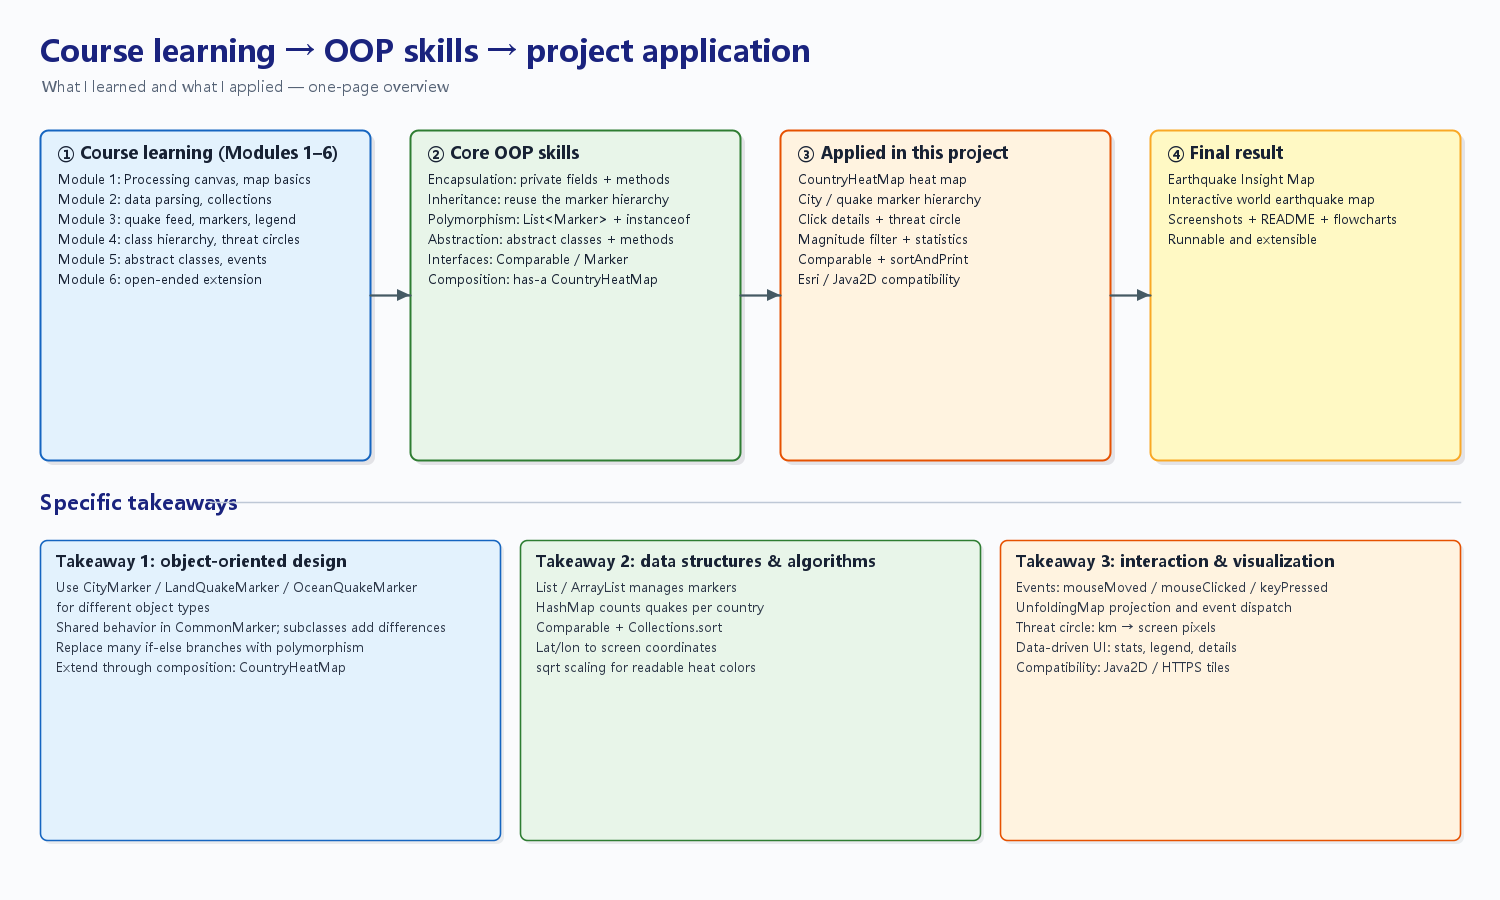 Course learning → OOP skills → project application
What I learned and what I applied — one-page overview
① Course learning (Modules 1–6)
Module 1: Processing canvas, map basics
Module 2: data parsing, collections
Module 3: quake feed, markers, legend
Module 4: class hierarchy, threat circles
Module 5: abstract classes, events
Module 6: open-ended extension
② Core OOP skills
Encapsulation: private fields + methods
Inheritance: reuse the marker hierarchy
Polymorphism: List<Marker> + instanceof
Abstraction: abstract classes + methods
Interfaces: Comparable / Marker
Composition: has-a CountryHeatMap
③ Applied in this project
CountryHeatMap heat map
City / quake marker hierarchy
Click details + threat circle
Magnitude filter + statistics
Comparable + sortAndPrint
Esri / Java2D compatibility
④ Final result
Earthquake Insight Map
Interactive world earthquake map
Screenshots + README + flowcharts
Runnable and extensible
Specific takeaways
Takeaway 1: object-oriented design
Use CityMarker / LandQuakeMarker / OceanQuakeMarker
for different object types
Shared behavior in CommonMarker; subclasses add differences
Replace many if-else branches with polymorphism
Extend through composition: CountryHeatMap
Takeaway 2: data structures & algorithms
List / ArrayList manages markers
HashMap counts quakes per country
Comparable + Collections.sort
Lat/lon to screen coordinates
sqrt scaling for readable heat colors
Takeaway 3: interaction & visualization
Events: mouseMoved / mouseClicked / keyPressed
UnfoldingMap projection and event dispatch
Threat circle: km → screen pixels
Data-driven UI: stats, legend, details
Compatibility: Java2D / HTTPS tiles